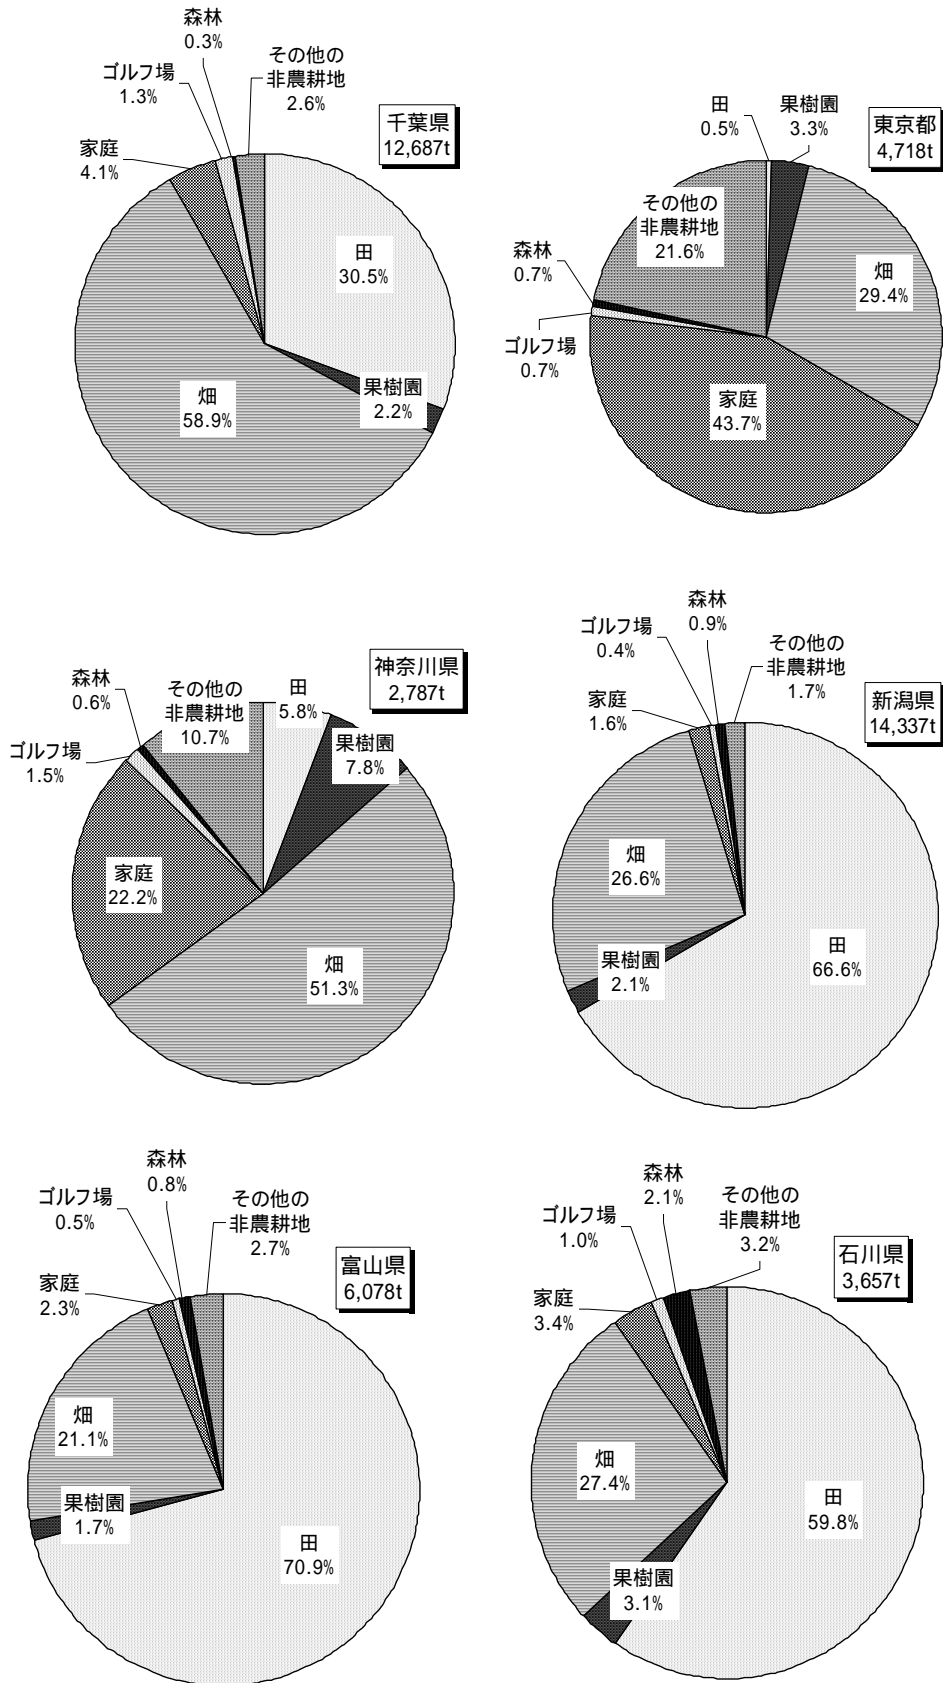 森林
0.3%
ゴルフ場
1.3%
その他の
非農耕地
2.6%
千葉県
12,687t
家庭
4.1%
田
30.5%
果樹園
2.2%
畑
58.9%
田
0.5%
果樹園
3.3%
東京都
4,718t
その他の
非農耕地
21.6%
森林
0.7%
畑
29.4%
ゴルフ場
0.7%
家庭
43.7%
神奈川県
2,787t
森林
0.6%
その他の
非農耕地
10.7%
田
5.8%
果樹園
7.8%
ゴルフ場
1.5%
家庭
22.2%
畑
51.3%
森林
0.9%
ゴルフ場
0.4%
その他の
非農耕地
1.7%
新潟県
14,337t
家庭
1.6%
畑
26.6%
田
66.6%
果樹園
2.1%
森林
0.8%
ゴルフ場
0.5%
その他の
非農耕地
2.7%
富山県
6,078t
家庭
2.3%
畑
21.1%
果樹園
1.7%
田
70.9%
森林
2.1%
ゴルフ場
1.0%
その他の
非農耕地
3.2%
石川県
3,657t
家庭
3.4%
畑
27.4%
田
59.8%
果樹園
3.1%